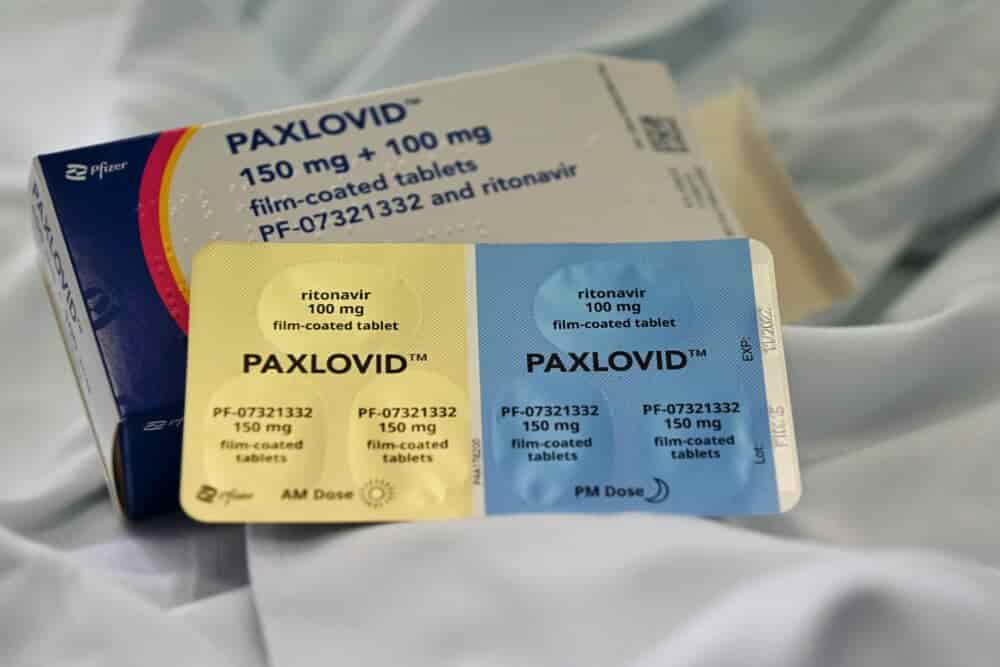 Pfizer
PAXLOVID™
150 mg + 100 mg
film-coated tablets
PF-07321332 and ritonavir
PAXLOVID™
ritonavir
100 mg
film-coated tablet
PAXLOVID™
PF-07321332
150 mg
film-coated
tablets
PF-07321332
150 mg
film-coated
tablets
Pfizer
AM Dose
ritonavir
100 mg
film-coated tablet
PAXLOVID™
PF-07321332
150 mg
film-coated
tablets
PF-07321332
150 mg
film-coated
tablets
PM Dose
EXP:
11/2022
Lot: